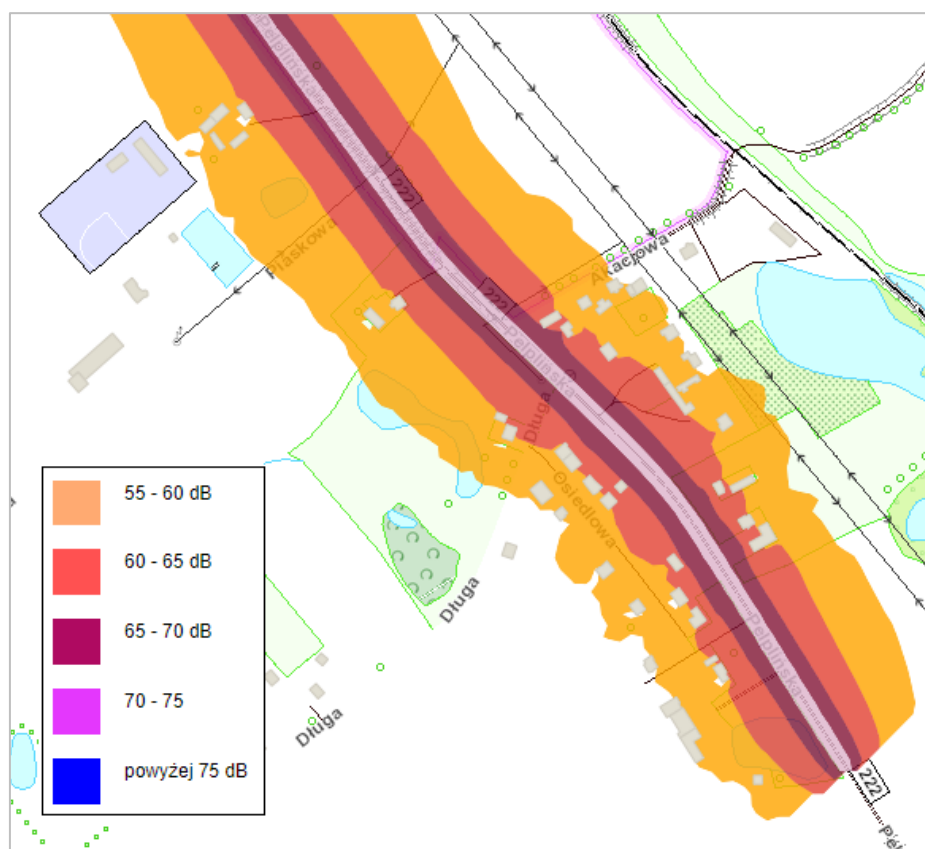 Pelplińska
222
Piaskowa
Akacjowa
222
Pelplińska
Długa
Osiedlowa
Długa
Pelplińska
Długa
222
55 - 60 dB
60 - 65 dB
65 - 70 dB
70 - 75
powyżej 75 dB